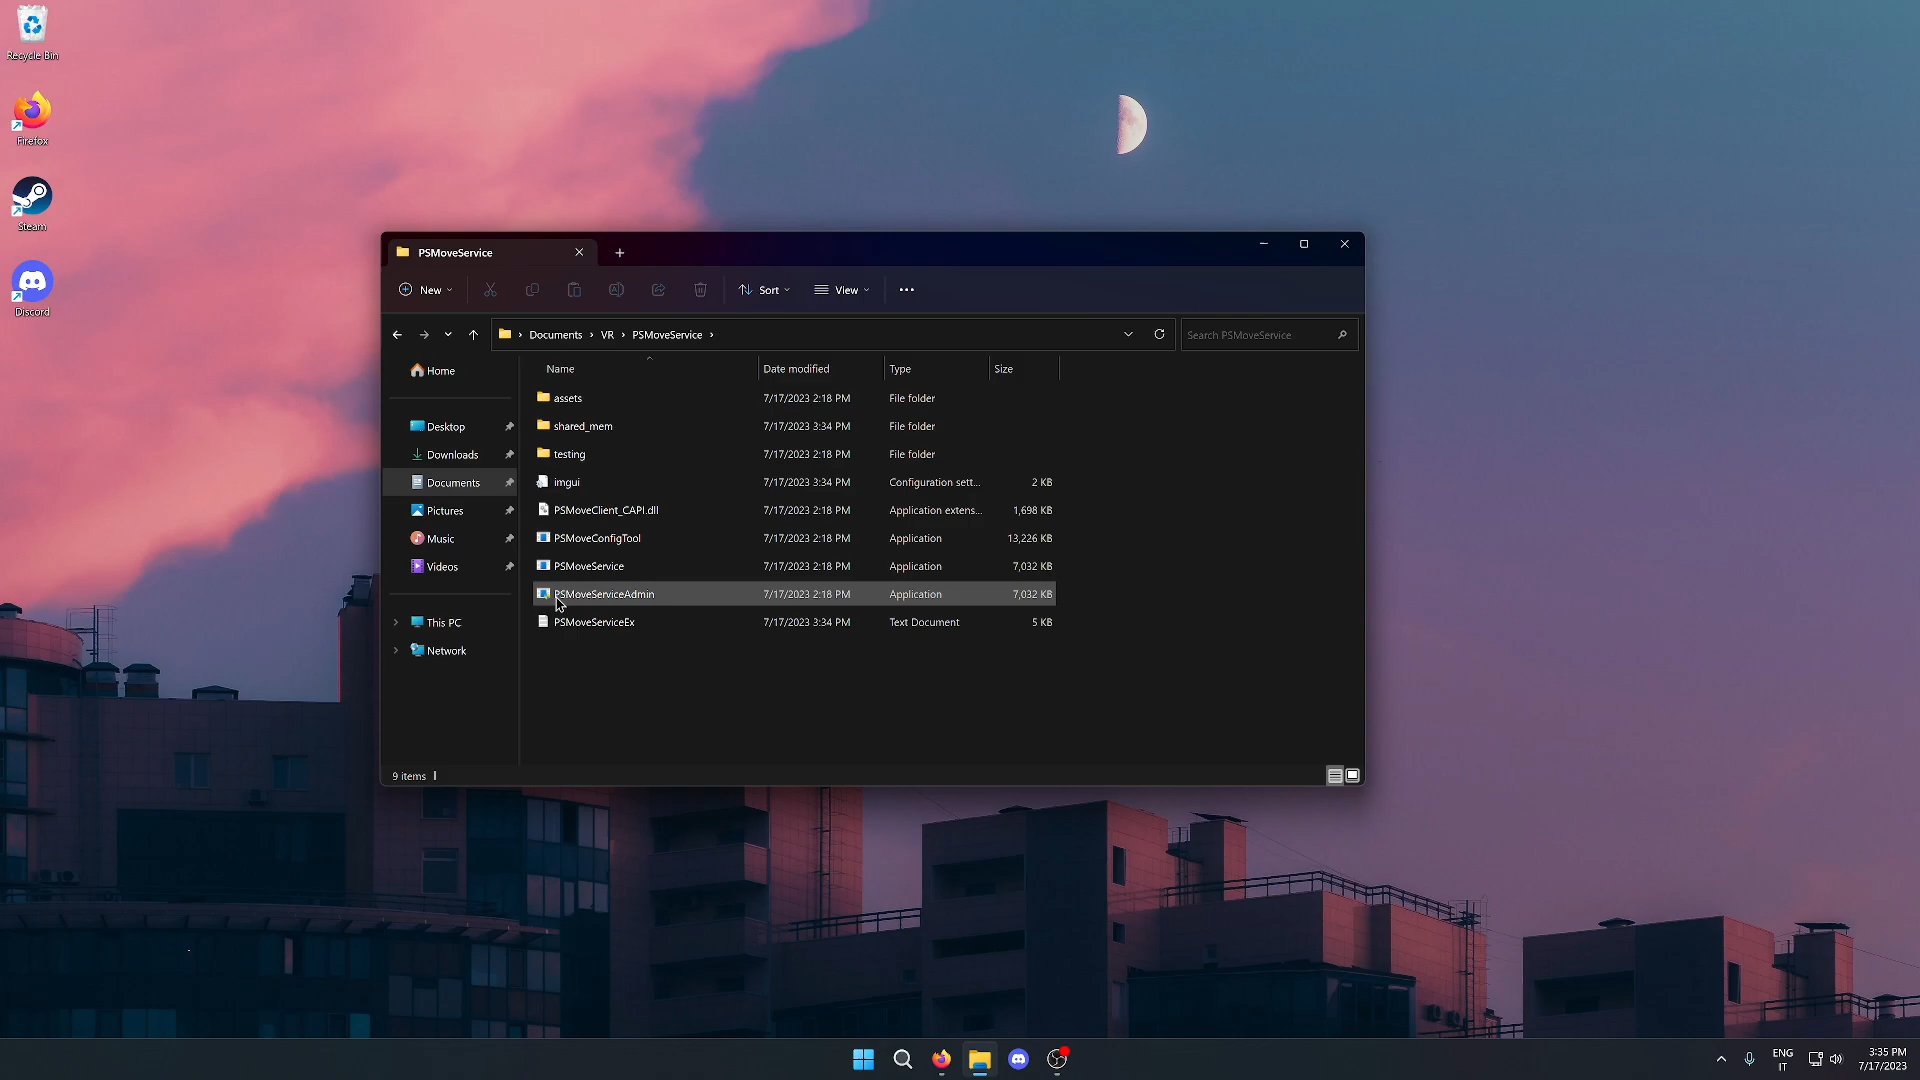 Recycle Bin
Firefox
Steam
Discord
PSMoveService
New
Sort
View
Documents
VR
PSMoveService
Search PSMoveService
Home
Desktop
Downloads
Documents
Pictures
Music
Videos
This PC
Network
Name Date modified Type Size
assets 7/17/2023 2:18 PM File folder
shared_mem 7/17/2023 3:34 PM File folder
testing 7/17/2023 2:18 PM File folder
imgui 7/17/2023 3:34 PM Configuration sett... 2 KB
PSMoveClient_CAPI.dll 7/17/2023 2:18 PM Application extens... 1,698 KB
PSMoveConfigTool 7/17/2023 2:18 PM Application 13,226 KB
PSMoveService 7/17/2023 2:18 PM Application 7,032 KB
PSMoveServiceAdmin 7/17/2023 2:18 PM Application 7,032 KB
PSMoveServiceEx 7/17/2023 3:34 PM Text Document 5 KB
9 items
ENG
IT
3:35 PM
7/17/2023